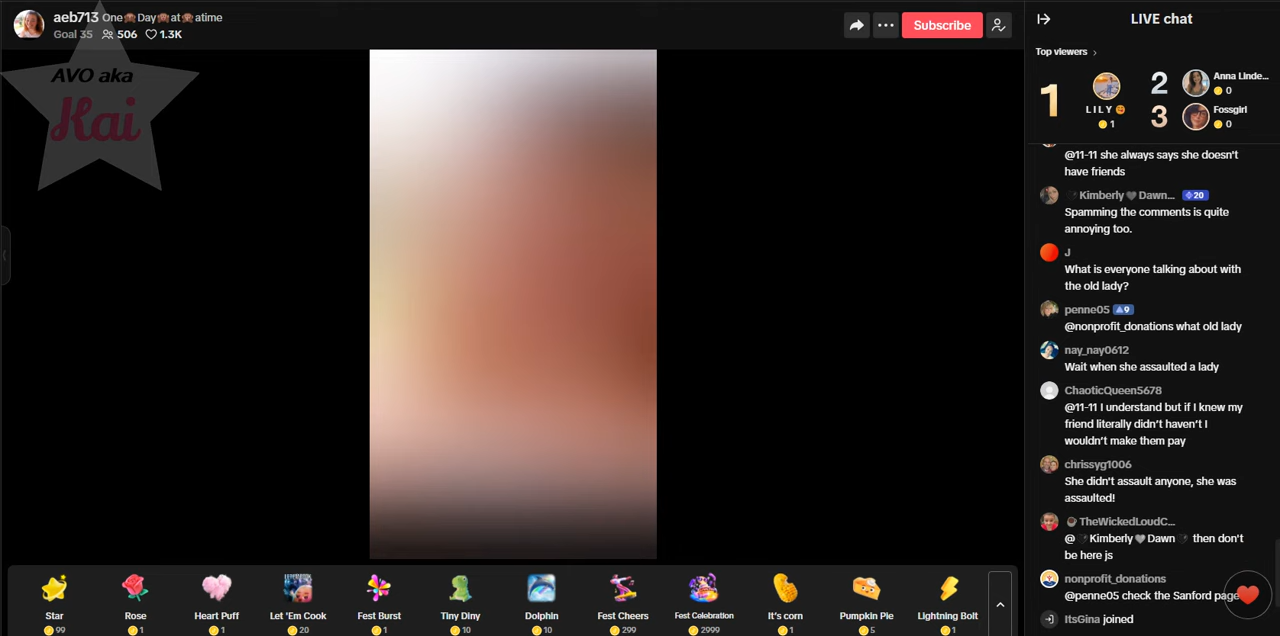 aeb713 One🙈Day🙈at🙈atime
Goal 35 506 1.3K
Subscribe
AVO aka
Kai
LIVE chat
Top viewers >
1
L I L Y
1
2
Anna Linde...
0
3
Fossgirl
0
@11-11 she always says she doesn't
have friends
Kimberly🖤Dawn... 20
Spamming the comments is quite
annoying too.
J
What is everyone talking about with
the old lady?
penne05 9
@nonprofit_donations what old lady
nay_nay0612
Wait when she assaulted a lady
ChaoticQueen5678
@11-11 I understand but if I knew my
friend literally didn't haven't I
wouldn't make them pay
chrissyg1006
She didn't assault anyone, she was
assaulted!
TheWickedLoudC...
@🖤Kimberly🖤Dawn🖤 then don't
be here js
nonprofit_donations
@penne05 check the Sanford page
ItsGina joined
Star
99
Rose
1
Heart Puff
1
Let 'Em Cook
20
Fest Burst
1
Tiny Diny
10
Dolphin
10
Fest Cheers
299
Fest Celebration
2999
It's corn
1
Pumpkin Pie
5
Lightning Bolt
1